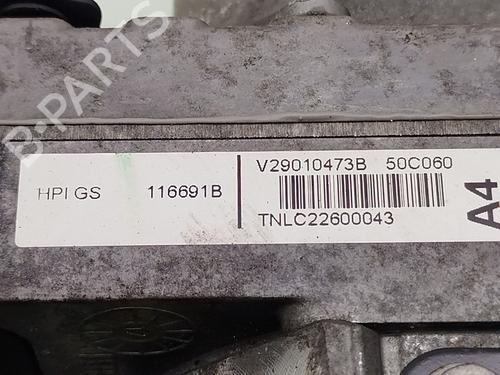 B-PARTS
V29010473B 50C060
HPI GS 116691B
TNLC22600043
A4